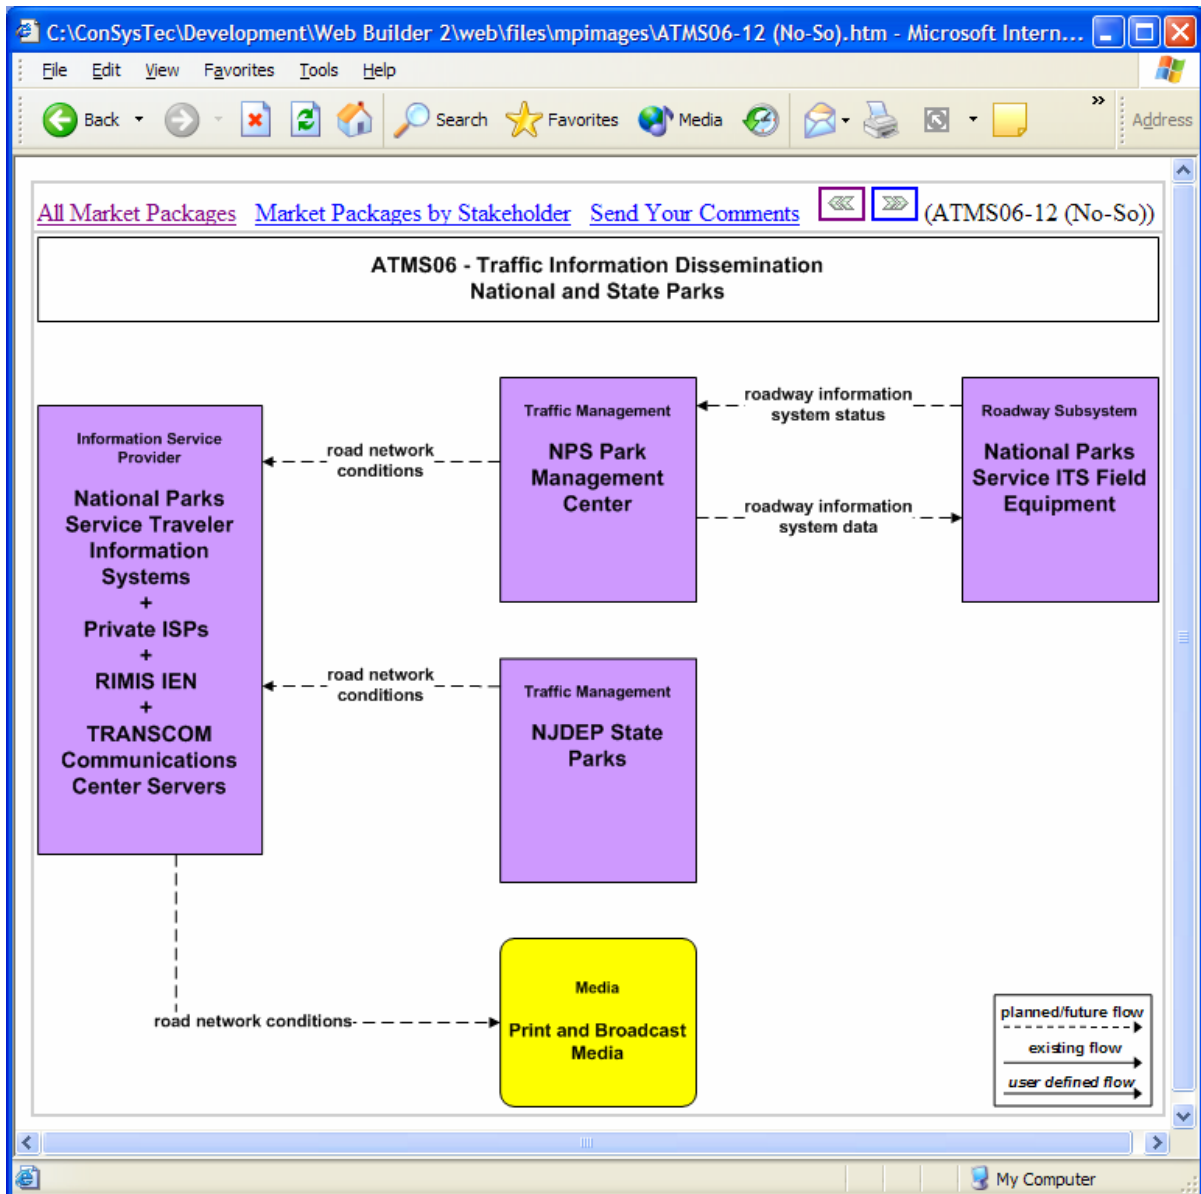 C:\ConSysTec\Development\Web Builder 2\web\files\mpimages\ATMS06-12 (No-So).htm - Microsoft Intern...
File Edit View Favorites Tools Help
Back Search Favorites Media » Address
All Market Packages Market Packages by Stakeholder Send Your Comments (ATMS06-12 (No-So))
ATMS06 - Traffic Information Dissemination
National and State Parks
Information Service
Provider
National Parks
Service Traveler
Information
Systems
+
Private ISPs
+
RIMIS IEN
+
TRANSCOM
Communications
Center Servers
road network
conditions
Traffic Management
NPS Park
Management
Center
roadway information
system status
roadway information
system data
Roadway Subsystem
National Parks
Service ITS Field
Equipment
road network
conditions
Traffic Management
NJDEP State
Parks
road network conditions
Media
Print and Broadcast
Media
planned/future flow
existing flow
user defined flow
My Computer